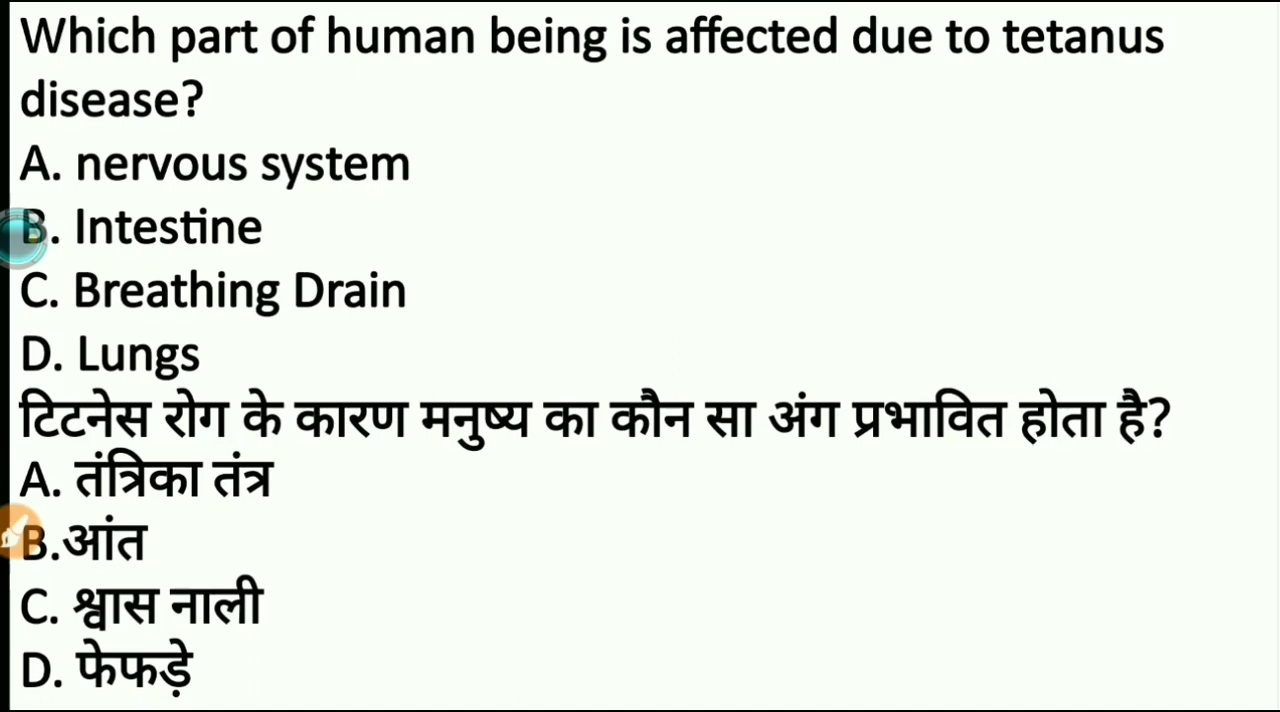 Which part of human being is affected due to tetanus
disease?
A. nervous system
B. Intestine
C. Breathing Drain
D. Lungs
टिटनेस रोग के कारण मनुष्य का कौन सा अंग प्रभावित होता है?
A. तंत्रिका तंत्र
B.आंत
C. श्वास नाली
D. फेफड़े